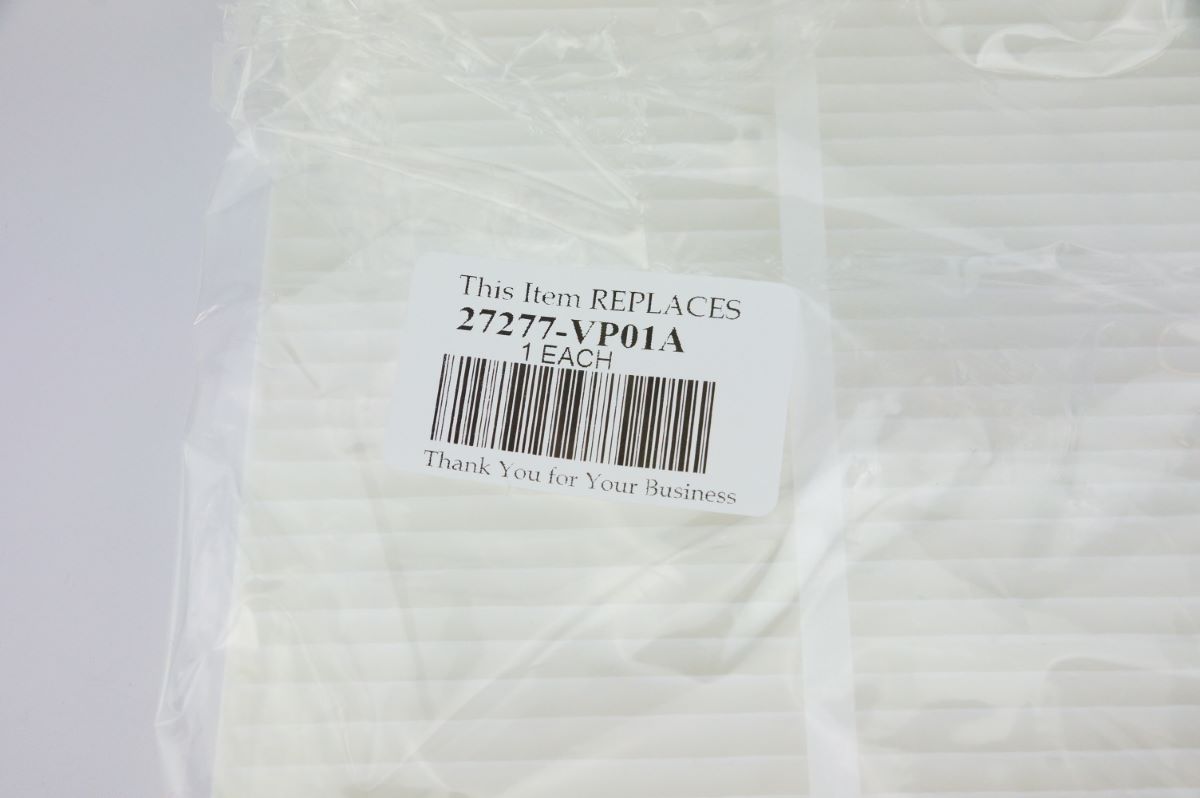 This Item REPLACES
27277-VP01A
1 EACH
Thank You for Your Business